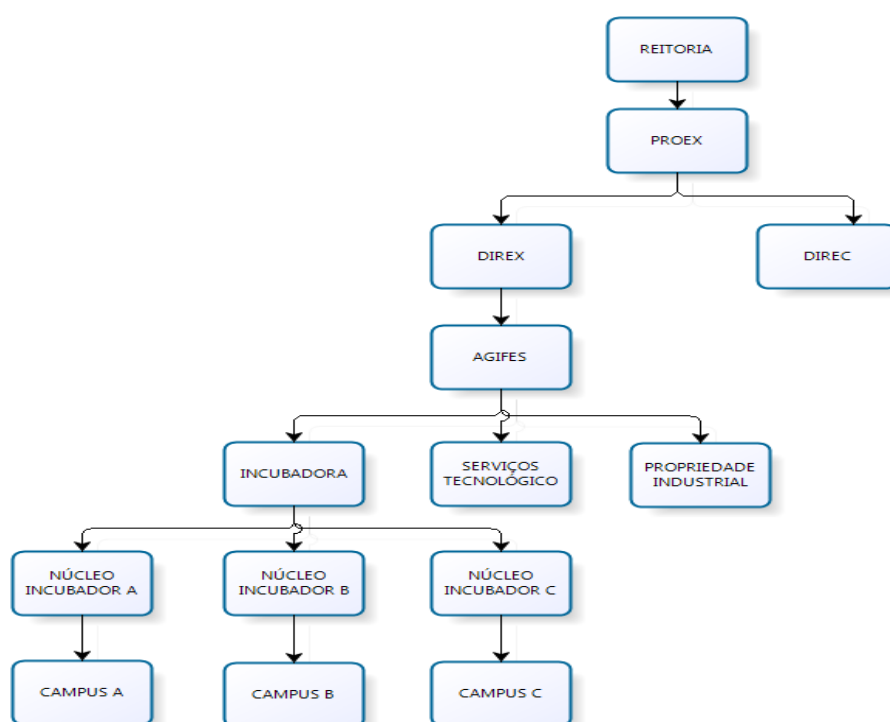 REITORIA
PROEX
DIREX
DIREC
AGIFES
INCUBADORA
SERVIÇOS
TECNOLÓGICO
PROPRIEDADE
INDUSTRIAL
NÚCLEO
INCUBADOR A
NÚCLEO
INCUBADOR B
NÚCLEO
INCUBADOR C
CAMPUS A
CAMPUS B
CAMPUS C